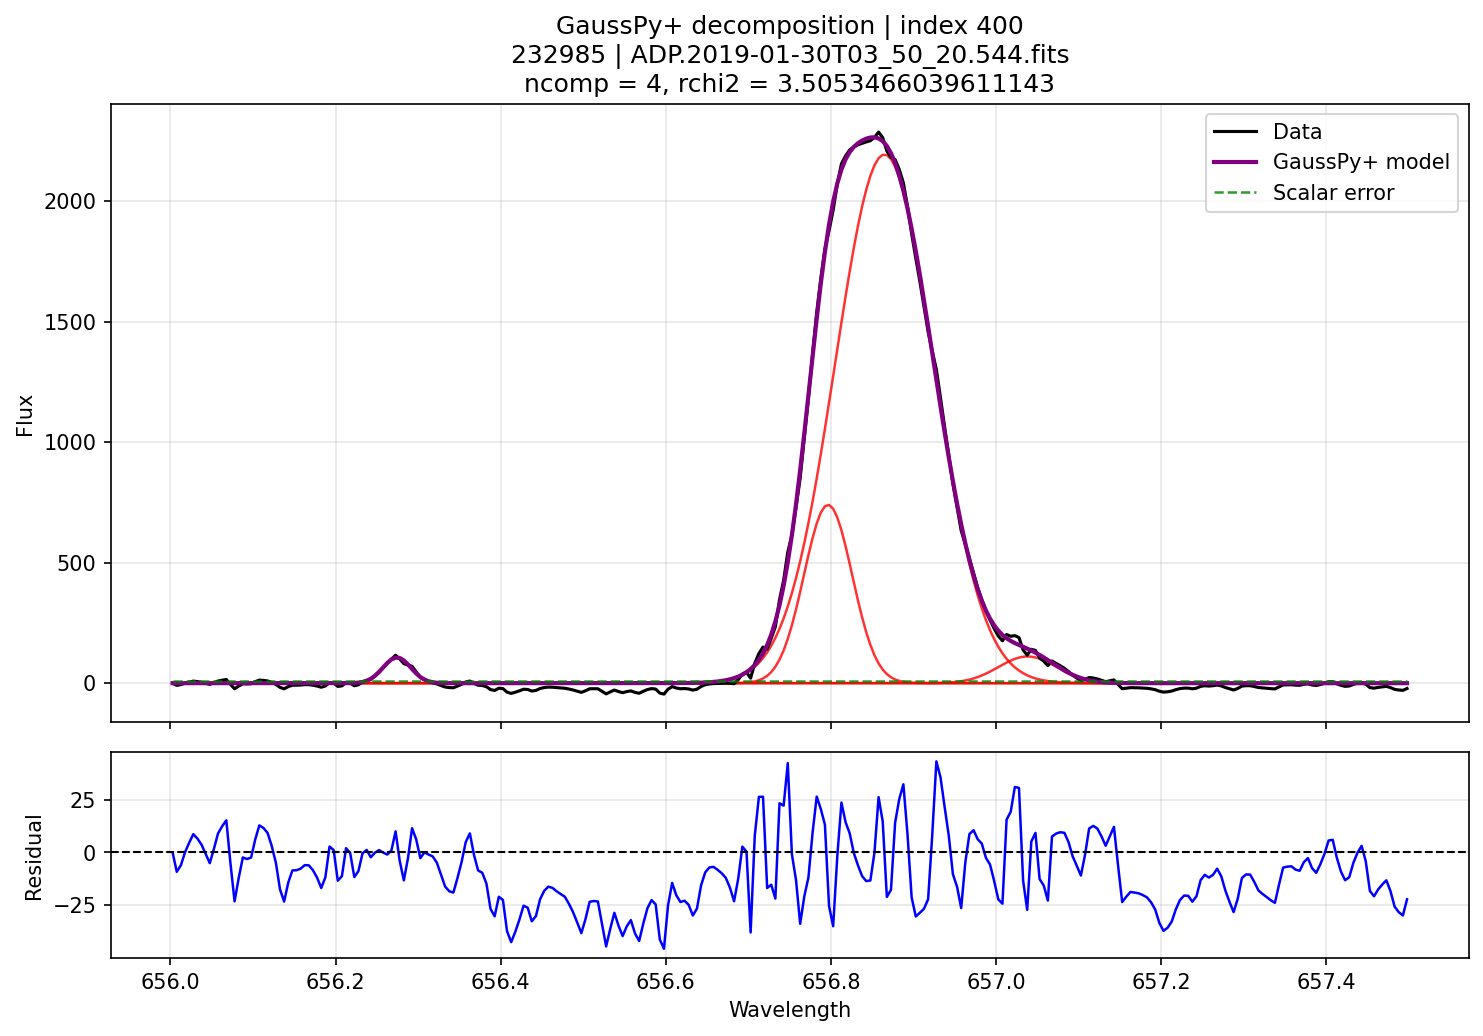 GaussPy+ decomposition | index 400
232985 | ADP.2019-01-30T03_50_20.544.fits
ncomp = 4, rchi2 = 3.5053466039611143
Data
GaussPy+ model
Scalar error
Flux
2000
1500
1000
500
0
Residual
25
0
−25
656.0 656.2 656.4 656.6 656.8 657.0 657.2 657.4
Wavelength